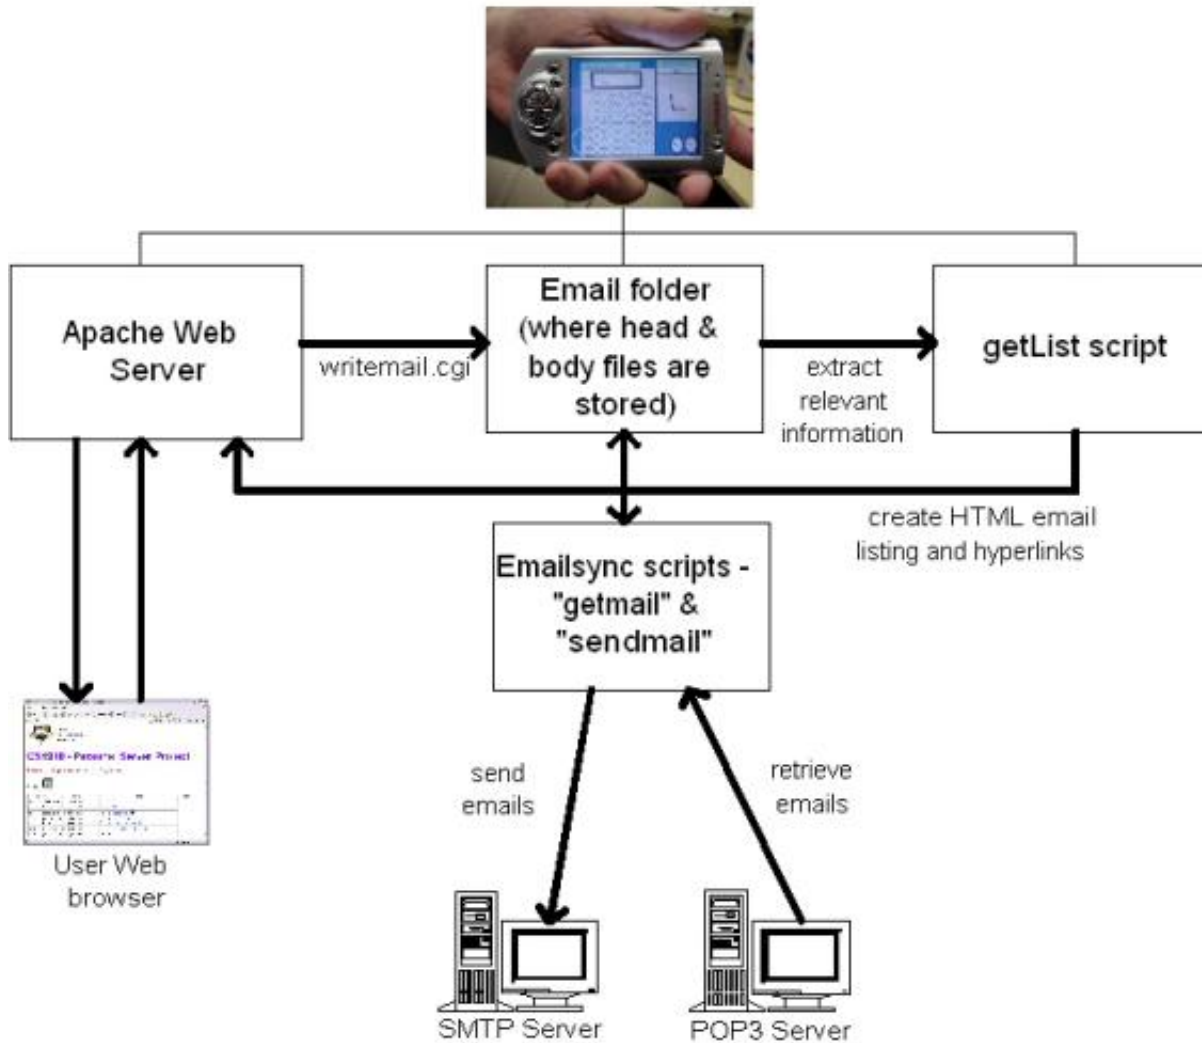 Apache Web
Server
writemail.cgi
Email folder
(where head &
body files are
stored)
extract
relevant
information
getList script
create HTML email
listing and hyperlinks
Emailsync scripts -
"getmail" &
"sendmail"
User Web
browser
send
emails
retrieve
emails
SMTP Server
POP3 Server